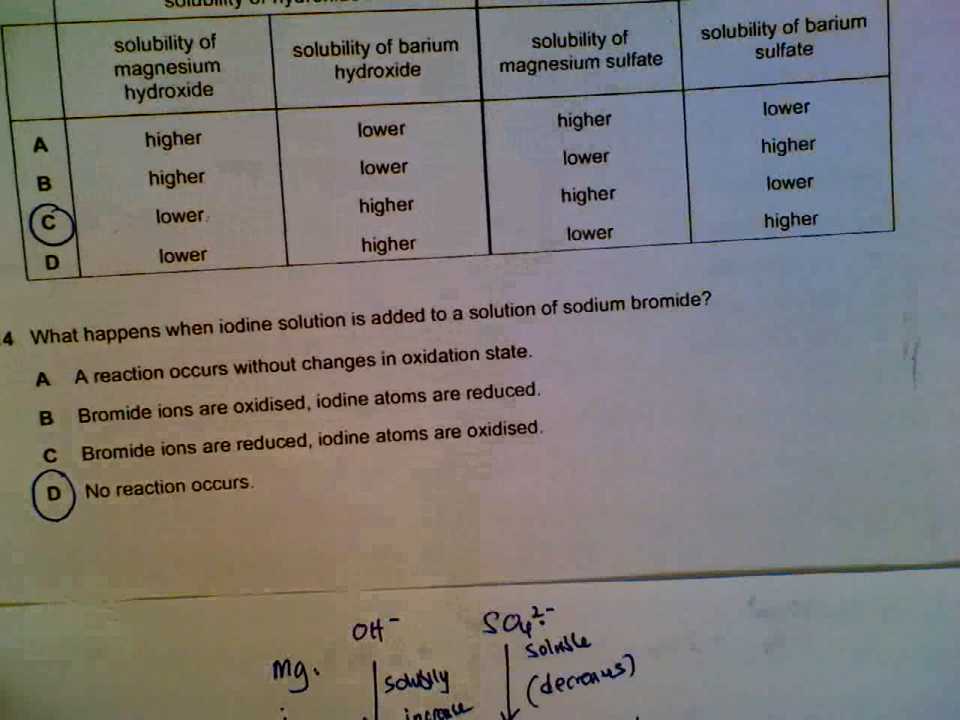 solubility of
magnesium
hydroxide
solubility of barium
hydroxide
solubility of
magnesium sulfate
solubility of barium
sulfate
A higher lower higher lower
B higher lower lower higher
C lower higher higher lower
D lower higher lower higher
4 What happens when iodine solution is added to a solution of sodium bromide?
A A reaction occurs without changes in oxidation state.
B Bromide ions are oxidised, iodine atoms are reduced.
C Bromide ions are reduced, iodine atoms are oxidised.
D No reaction occurs.
OH⁻ SO₄²⁻
Mg.
increase
(decreases)